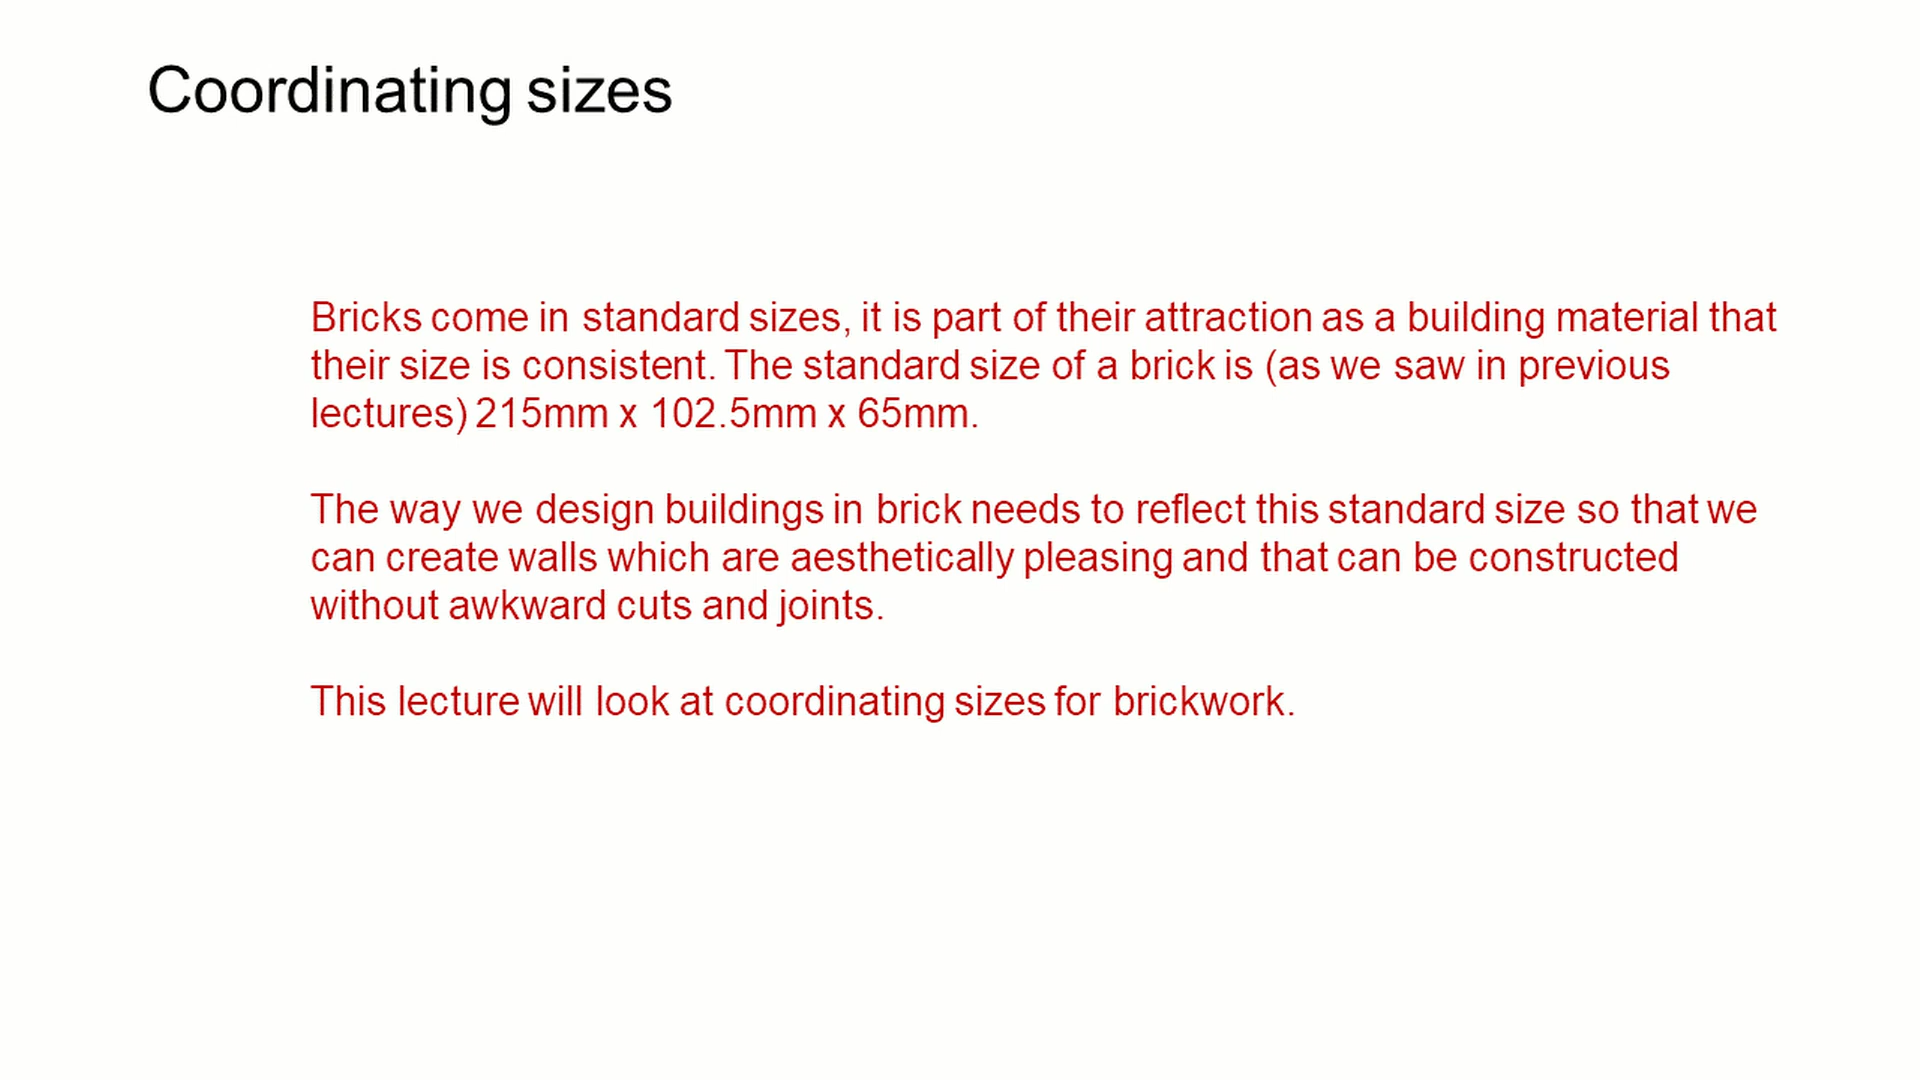 Coordinating sizes
Bricks come in standard sizes, it is part of their attraction as a building material that
their size is consistent. The standard size of a brick is (as we saw in previous
lectures) 215mm x 102.5mm x 65mm.
The way we design buildings in brick needs to reflect this standard size so that we
can create walls which are aesthetically pleasing and that can be constructed
without awkward cuts and joints.
This lecture will look at coordinating sizes for brickwork.